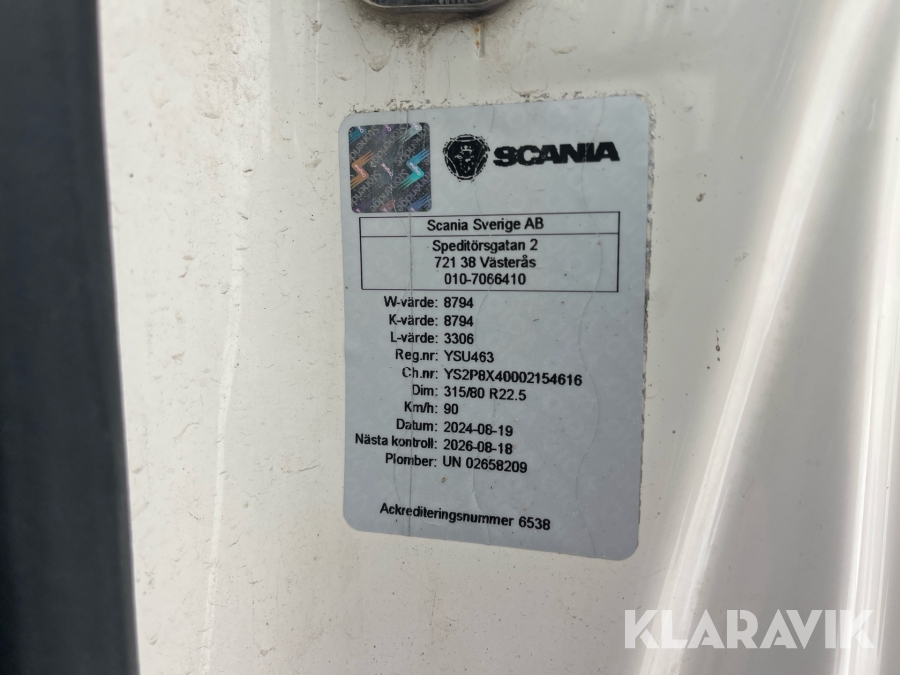 SCANIA
Scania Sverige AB
Speditörsgatan 2
721 38 Västerås
010-7066410
W-värde: 8794
K-värde: 8794
L-värde: 3306
Reg.nr: YSU463
Ch.nr: YS2P8X40002154616
Dim: 315/80 R22.5
Km/h: 90
Datum: 2024-08-19
Nästa kontroll: 2026-08-18
Plomber: UN 02658209
Ackrediteringsnummer 6538
KLARAVIK